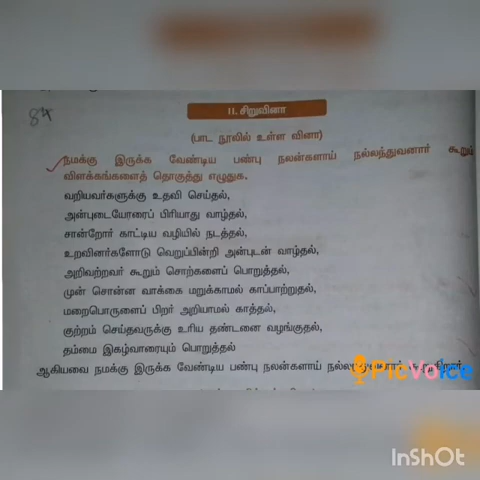 84
II. சிறுவினா
(பாட நூலில் உள்ள வினா)
நமக்கு இருக்க வேண்டிய பண்பு நலன்களாய் நல்லந்துவனார் கூறும்
விளக்கங்களைத் தொகுத்து எழுதுக.
வறியவர்களுக்கு உதவி செய்தல்,
அன்புடையேரரைப் பிரியாது வாழ்தல்,
சான்றோர் காட்டிய வழியில் நடத்தல்,
உறவினர்களோடு வெறுப்பின்றி அன்புடன் வாழ்தல்,
அறிவற்றவர் கூறும் சொற்களைப் பொறுத்தல்,
முன் சொன்ன வாக்கை மறுக்காமல் காப்பாற்றுதல்,
மறைபொருளைப் பிறர் அறியாமல் காத்தல்,
குற்றம் செய்தவருக்கு உரிய தண்டனை வழங்குதல்,
தம்மை இகழ்வாரையும் பொறுத்தல்
ஆகியவை நமக்கு இருக்க வேண்டிய பண்பு நலன்களாய்
PicVoice
InShOt